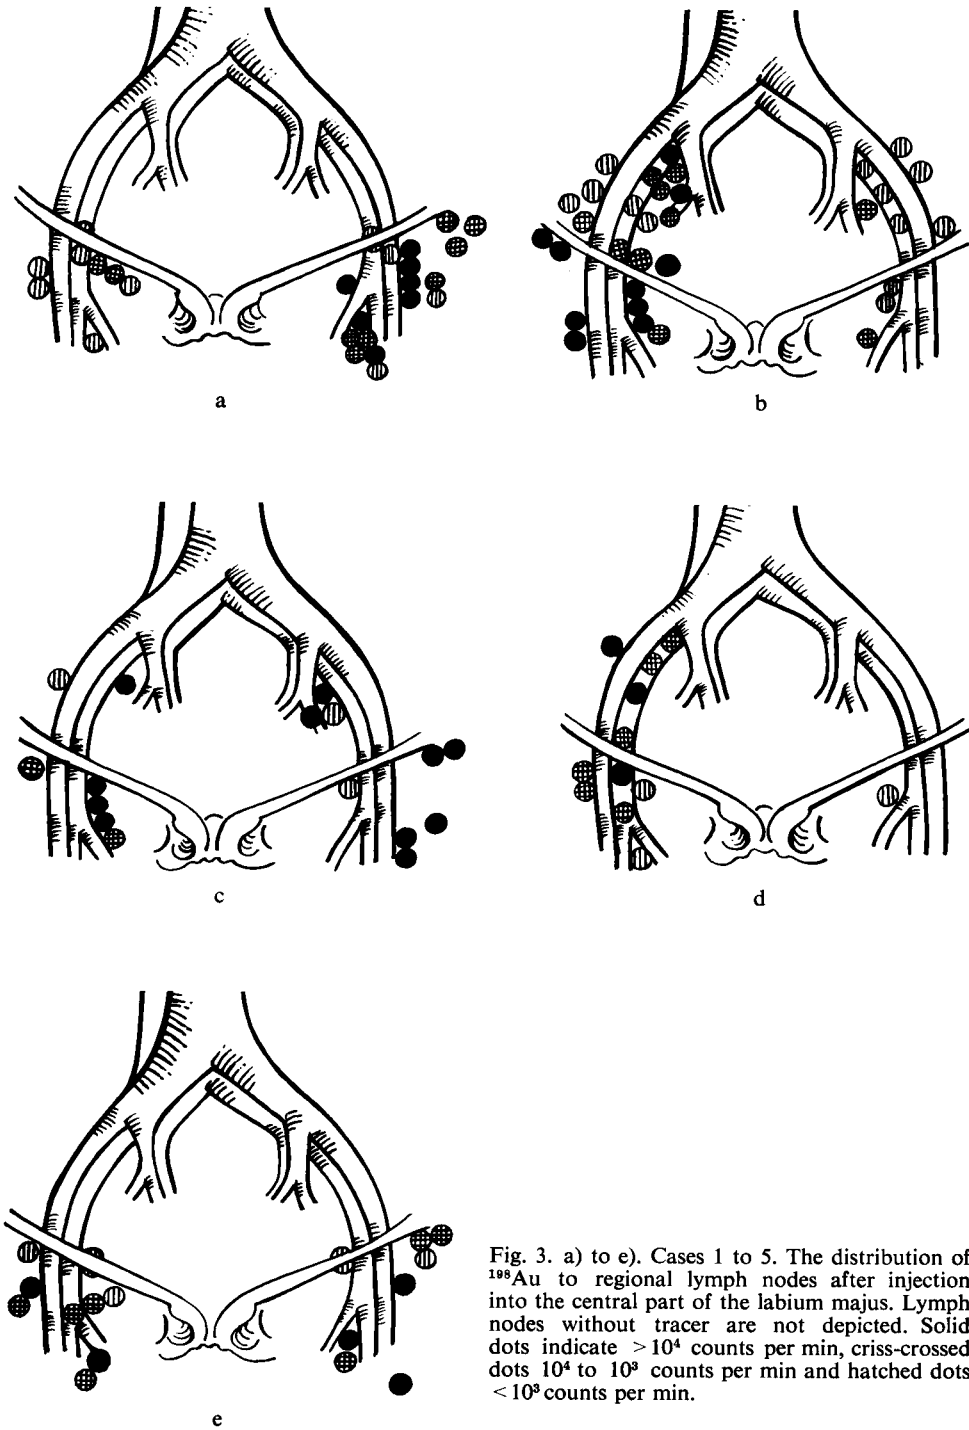 a
b
c
d
e
Fig. 3. a) to e). Cases 1 to 5. The distribution of
¹⁹⁸Au to regional lymph nodes after injection
into the central part of the labium majus. Lymph
nodes without tracer are not depicted. Solid
dots indicate > 10⁴ counts per min, criss-crossed
dots 10⁴ to 10³ counts per min and hatched dots
< 10³ counts per min.